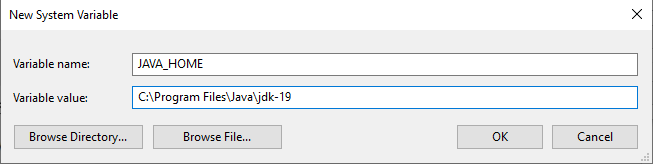 New System Variable
Variable name: JAVA_HOME
Variable value: C:\Program Files\Java\jdk-19
Browse Directory... Browse File... OK Cancel